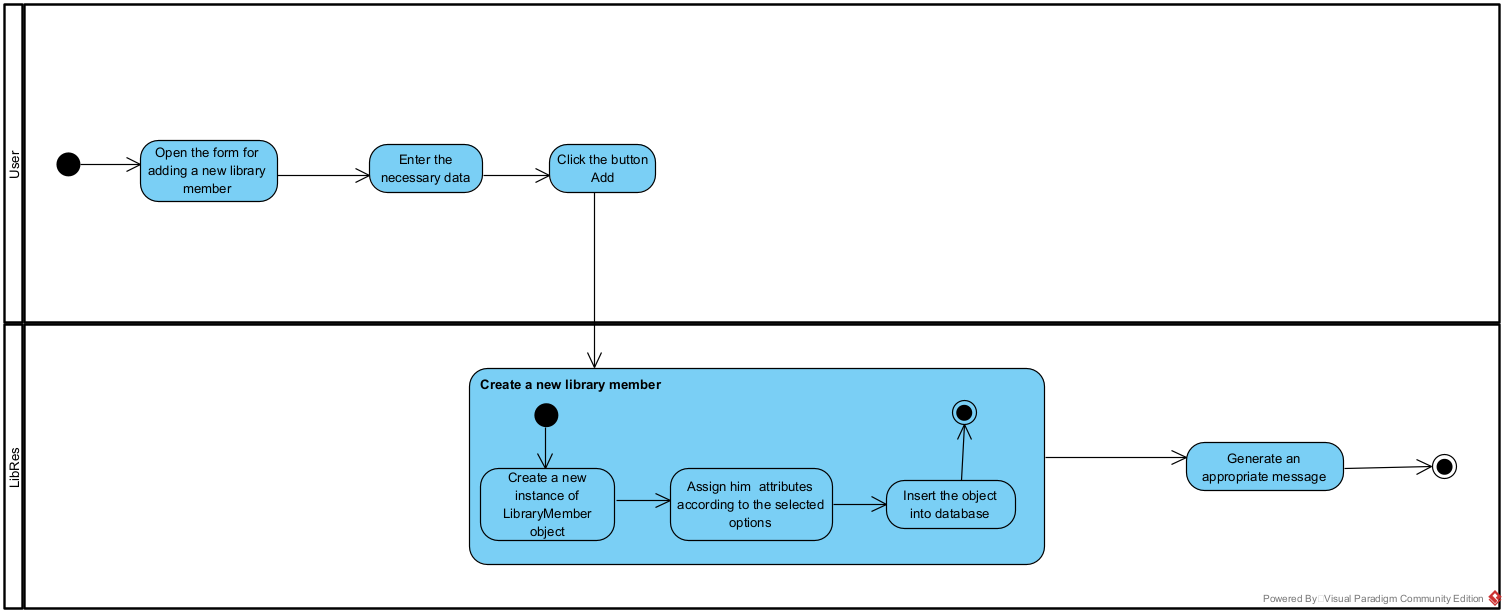 User
Open the form for
adding a new library
member
Enter the
necessary data
Click the button
Add
LibRes
Create a new library member
Create a new
instance of
LibraryMember
object
Assign him  attributes
according to the selected
options
Insert the object
into database
Generate an
appropriate message
Powered By Visual Paradigm Community Edition